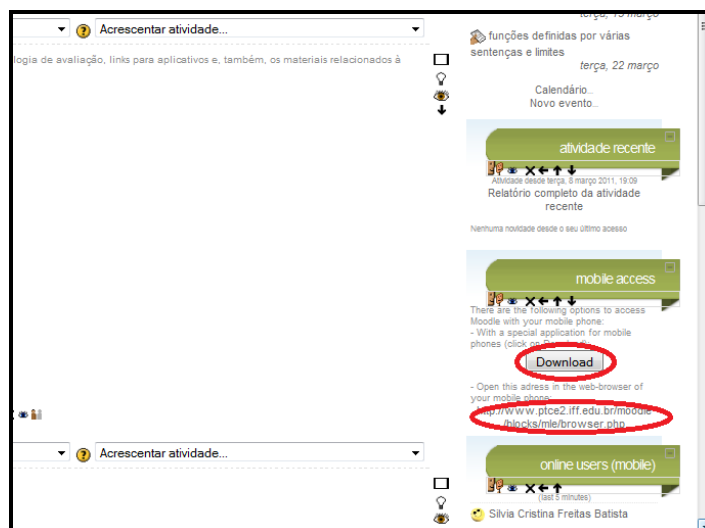 Acrescentar atividade...
logia de avaliação, links para aplicativos e, também, os materiais relacionados à
terça, 15 março
funções definidas por várias
sentenças e limites
terça, 22 março
Calendário..
Novo evento..
atividade recente
Atividade desde terça, 8 março 2011, 19:09
Relatório completo da atividade
recente
Nenhuma novidade desde o seu último acesso
mobile access
There are the following options to access
Moodle with your mobile phone:
- With a special application for mobile
phones (click on Download):
Download
- Open this adress in the web-browser of
your mobile phone:
http://www.ptce2.iff.edu.br/moodle
/blocks/mle/browser.php
Acrescentar atividade...
online users (mobile)
(last 5 minutes)
Silvia Cristina Freitas Batista